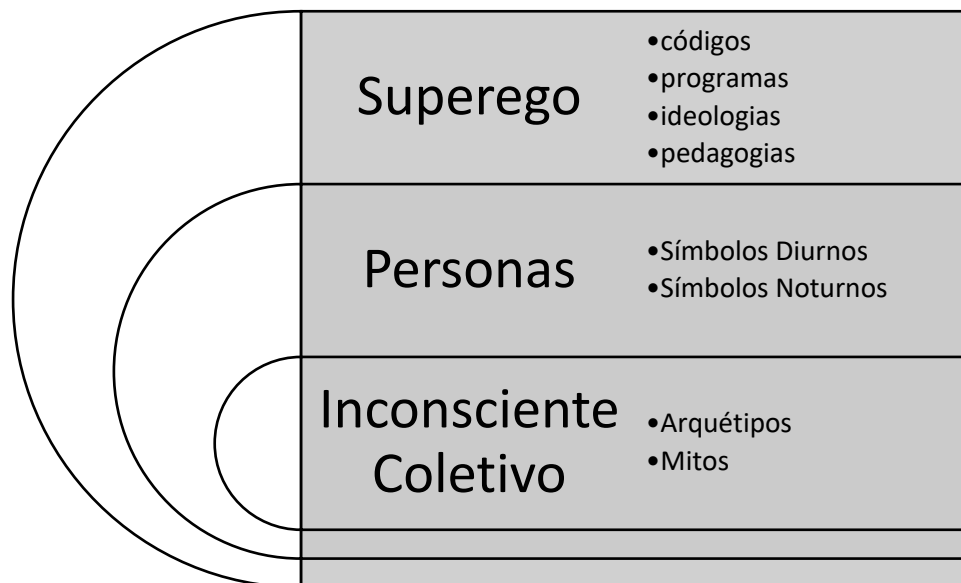 Superego
•códigos
•programas
•ideologias
•pedagogias
Personas
•Símbolos Diurnos
•Símbolos Noturnos
Inconsciente
Coletivo
•Arquétipos
•Mitos